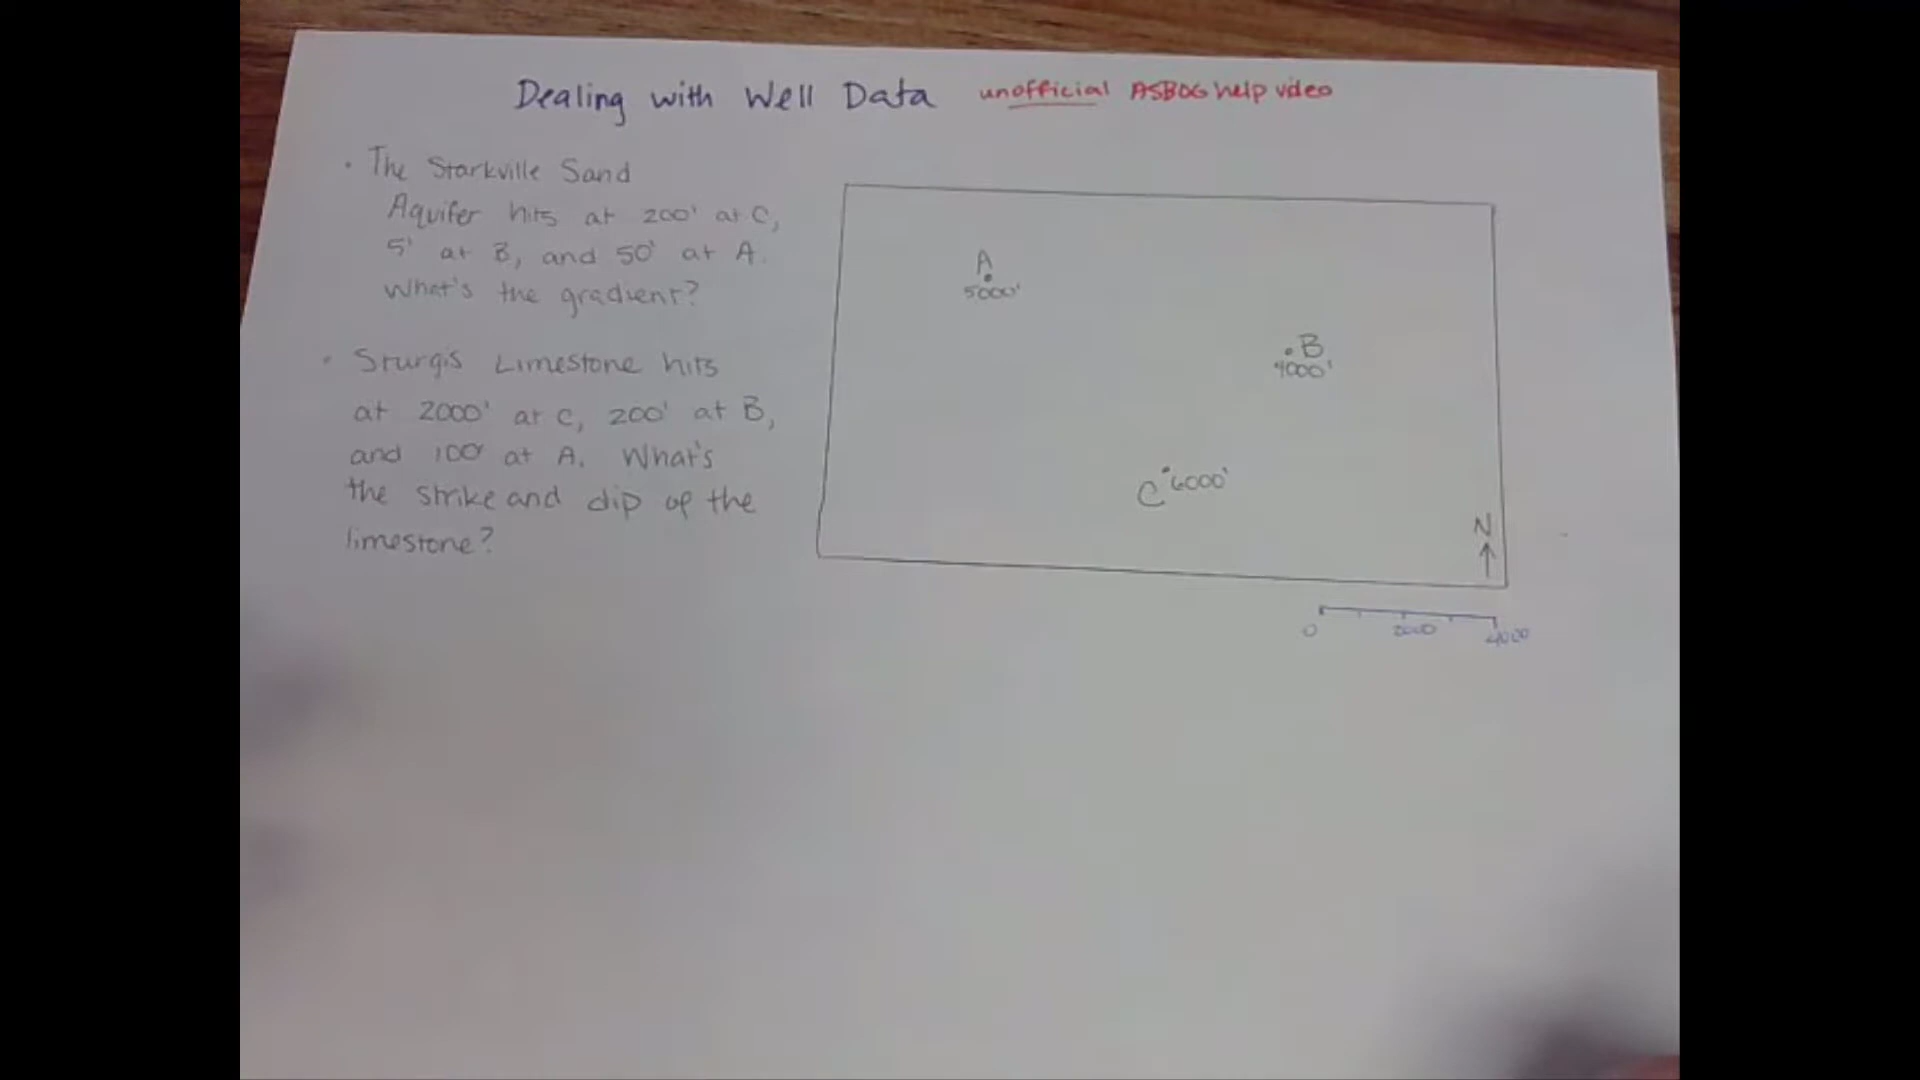 Dealing with Well Data unofficial ASBOG help video
• The Starkville Sand
Aquifer hits at 200' at C,
5' at B, and 50' at A.
What's the gradient?
• Sturgis Limestone hits
at 2000' at C, 200' at B,
and 100' at A. What's
the strike and dip of the
limestone?
A
5000'
B
4000'
C 6000'
N
0 2000 4000